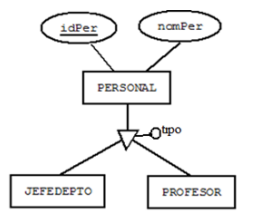 idPer
nomPer
PERSONAL
tipo
JEFEDEPTO
PROFESOR